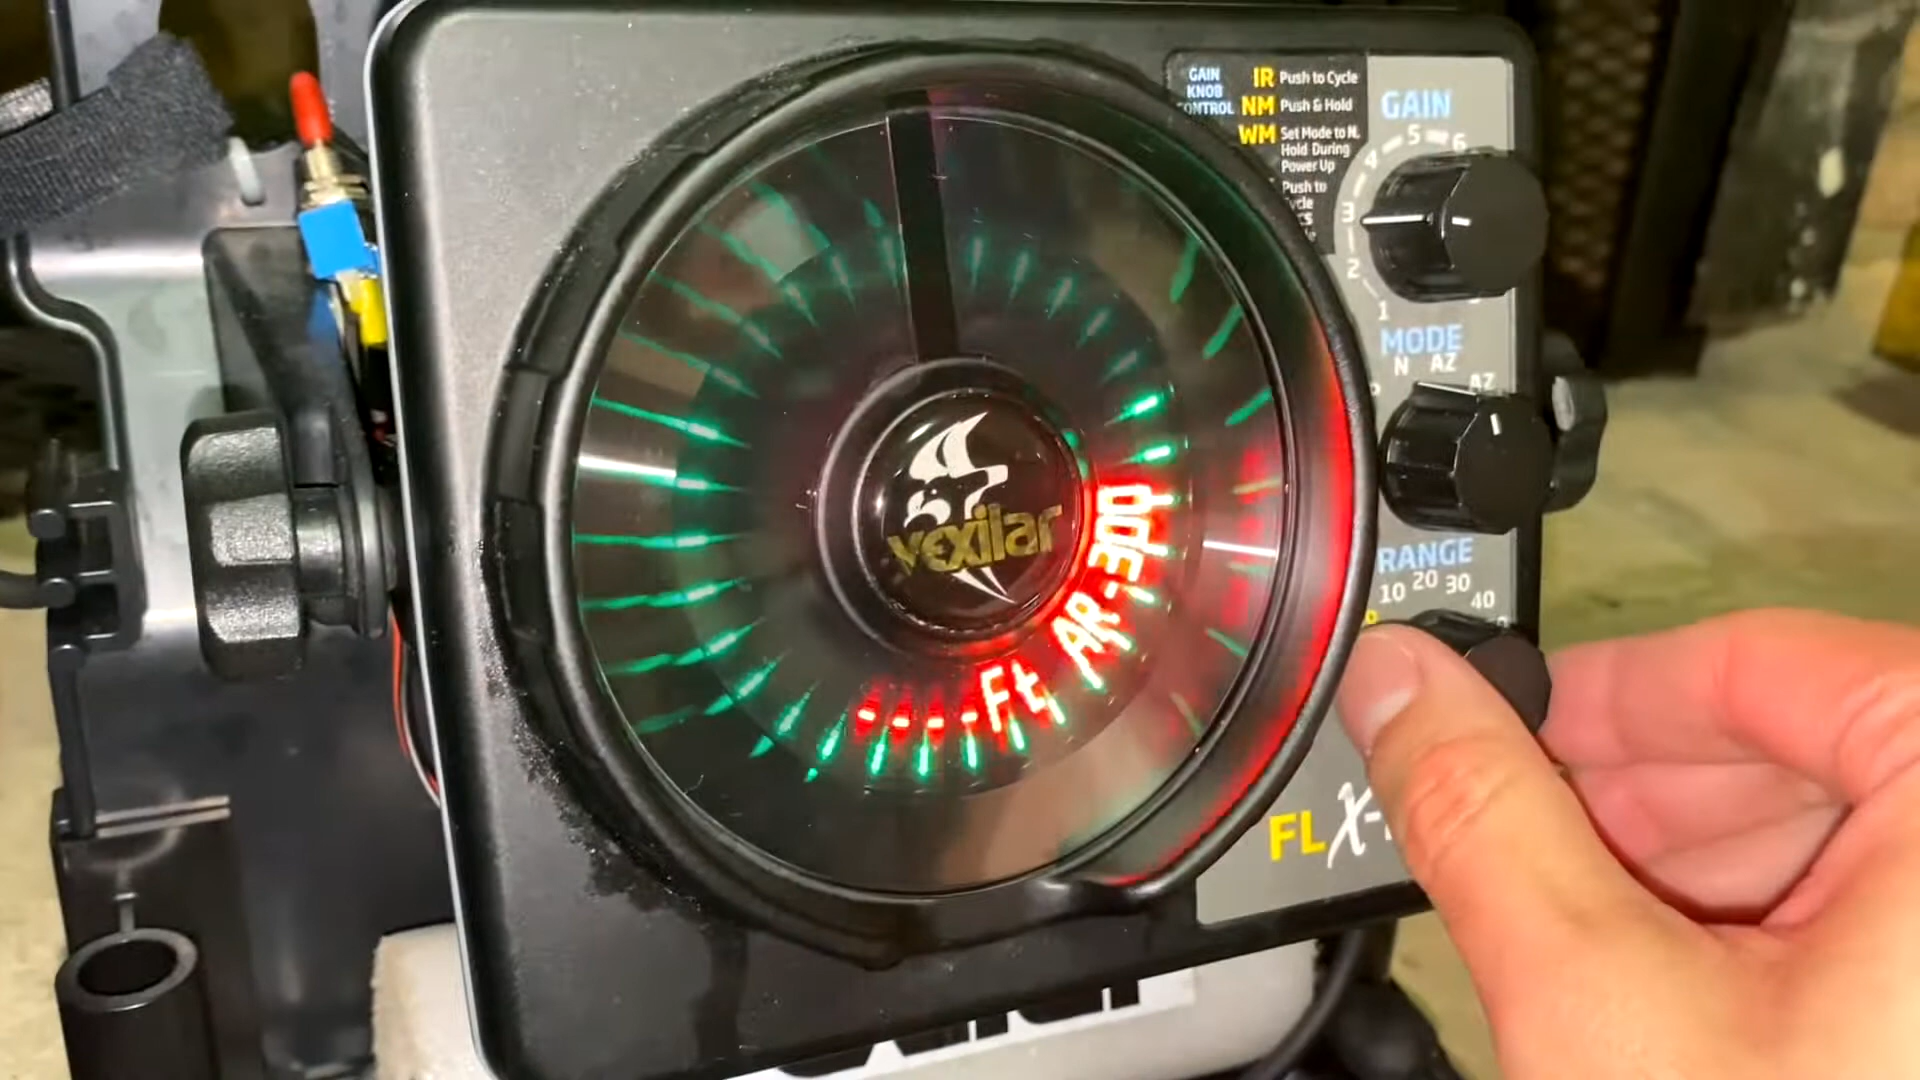 GAIN
KNOB
CONTROL
IR Push to Cycle
NM Push & Hold
WM Set Mode to N.
Hold During
Power Up
Push to
GAIN
1 2 3 4 5 6
MODE
N AZ AZ
RANGE
10 20 30 40
vexilar
AR-300
Ft
FL X-